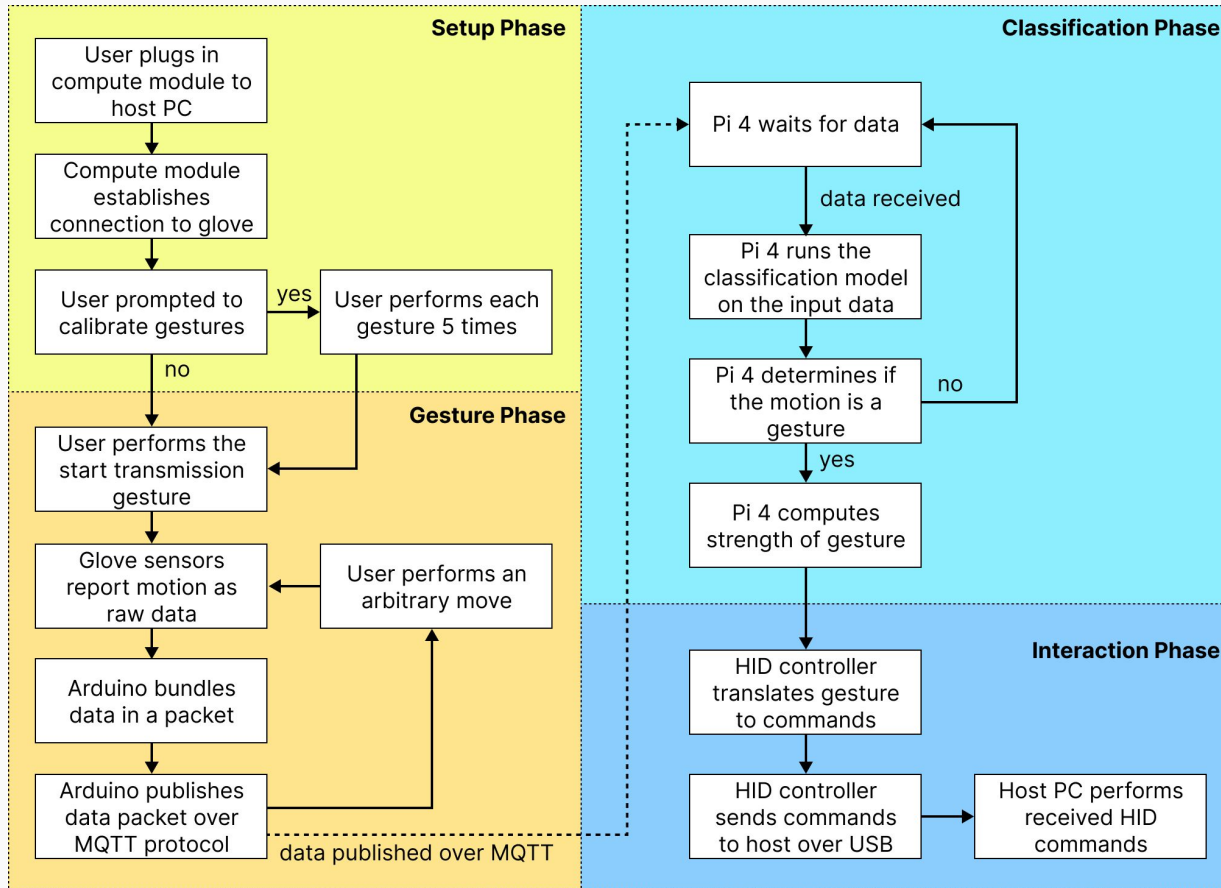 Setup Phase
User plugs in
compute module to
host PC
Compute module
establishes
connection to glove
User prompted to
calibrate gestures
yes
User performs each
gesture 5 times
no
Gesture Phase
User performs the
start transmission
gesture
Glove sensors
report motion as
raw data
User performs an
arbitrary move
Arduino bundles
data in a packet
Arduino publishes
data packet over
MQTT protocol
data published over MQTT
Classification Phase
Pi 4 waits for data
data received
Pi 4 runs the
classification model
on the input data
Pi 4 determines if
the motion is a
gesture
no
yes
Pi 4 computes
strength of gesture
Interaction Phase
HID controller
translates gesture
to commands
HID controller
sends commands
to host over USB
Host PC performs
received HID
commands